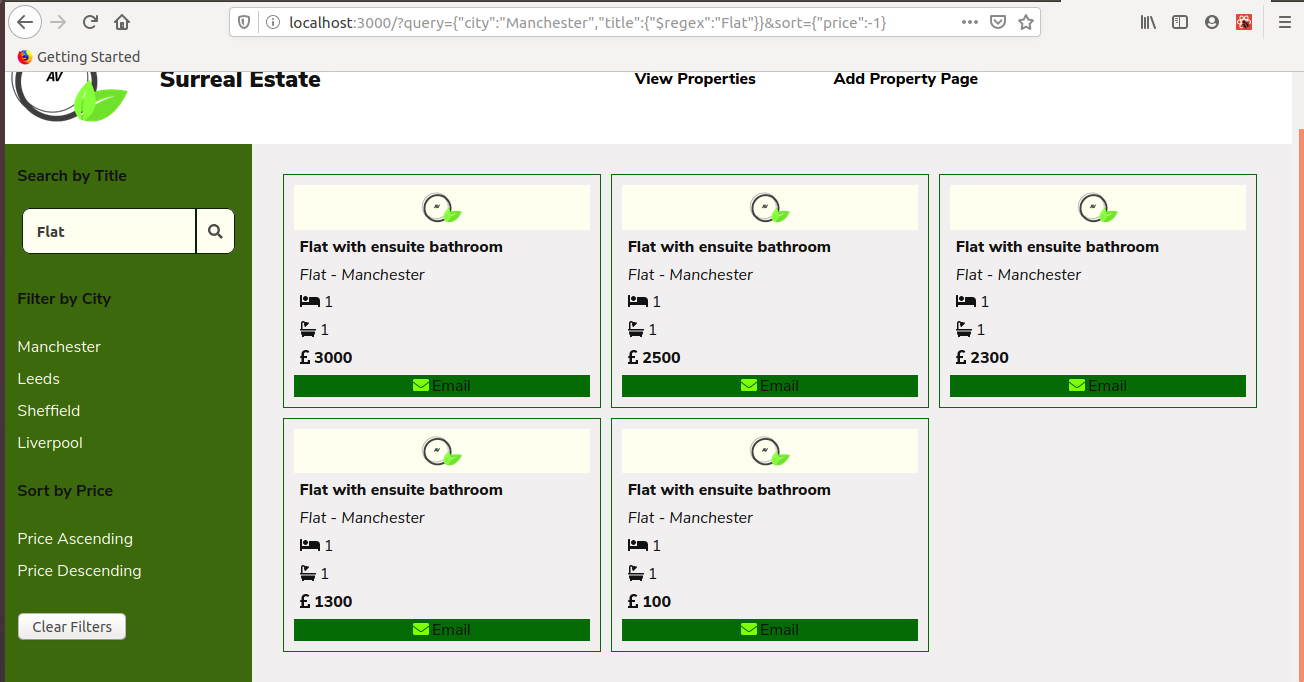 localhost:3000/?query={"city":"Manchester","title":{"$regex":"Flat"}}&sort={"price":-1}
Getting Started
AV
Surreal Estate
View Properties
Add Property Page
Search by Title
Flat
Filter by City
Manchester
Leeds
Sheffield
Liverpool
Sort by Price
Price Ascending
Price Descending
Clear Filters
AV
Flat with ensuite bathroom
Flat - Manchester
1
1
£ 3000
Email
AV
Flat with ensuite bathroom
Flat - Manchester
1
1
£ 2500
Email
AV
Flat with ensuite bathroom
Flat - Manchester
1
1
£ 2300
Email
AV
Flat with ensuite bathroom
Flat - Manchester
1
1
£ 1300
Email
AV
Flat with ensuite bathroom
Flat - Manchester
1
1
£ 100
Email